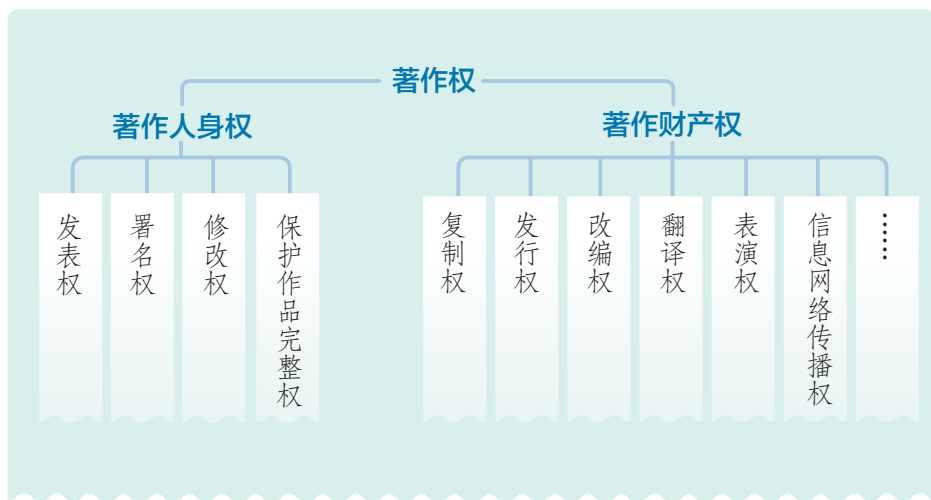 著作权
著作人身权
著作财产权
发表权
署名权
修改权
保护作品完整权
复制权
发行权
改编权
翻译权
表演权
信息网络传播权
……